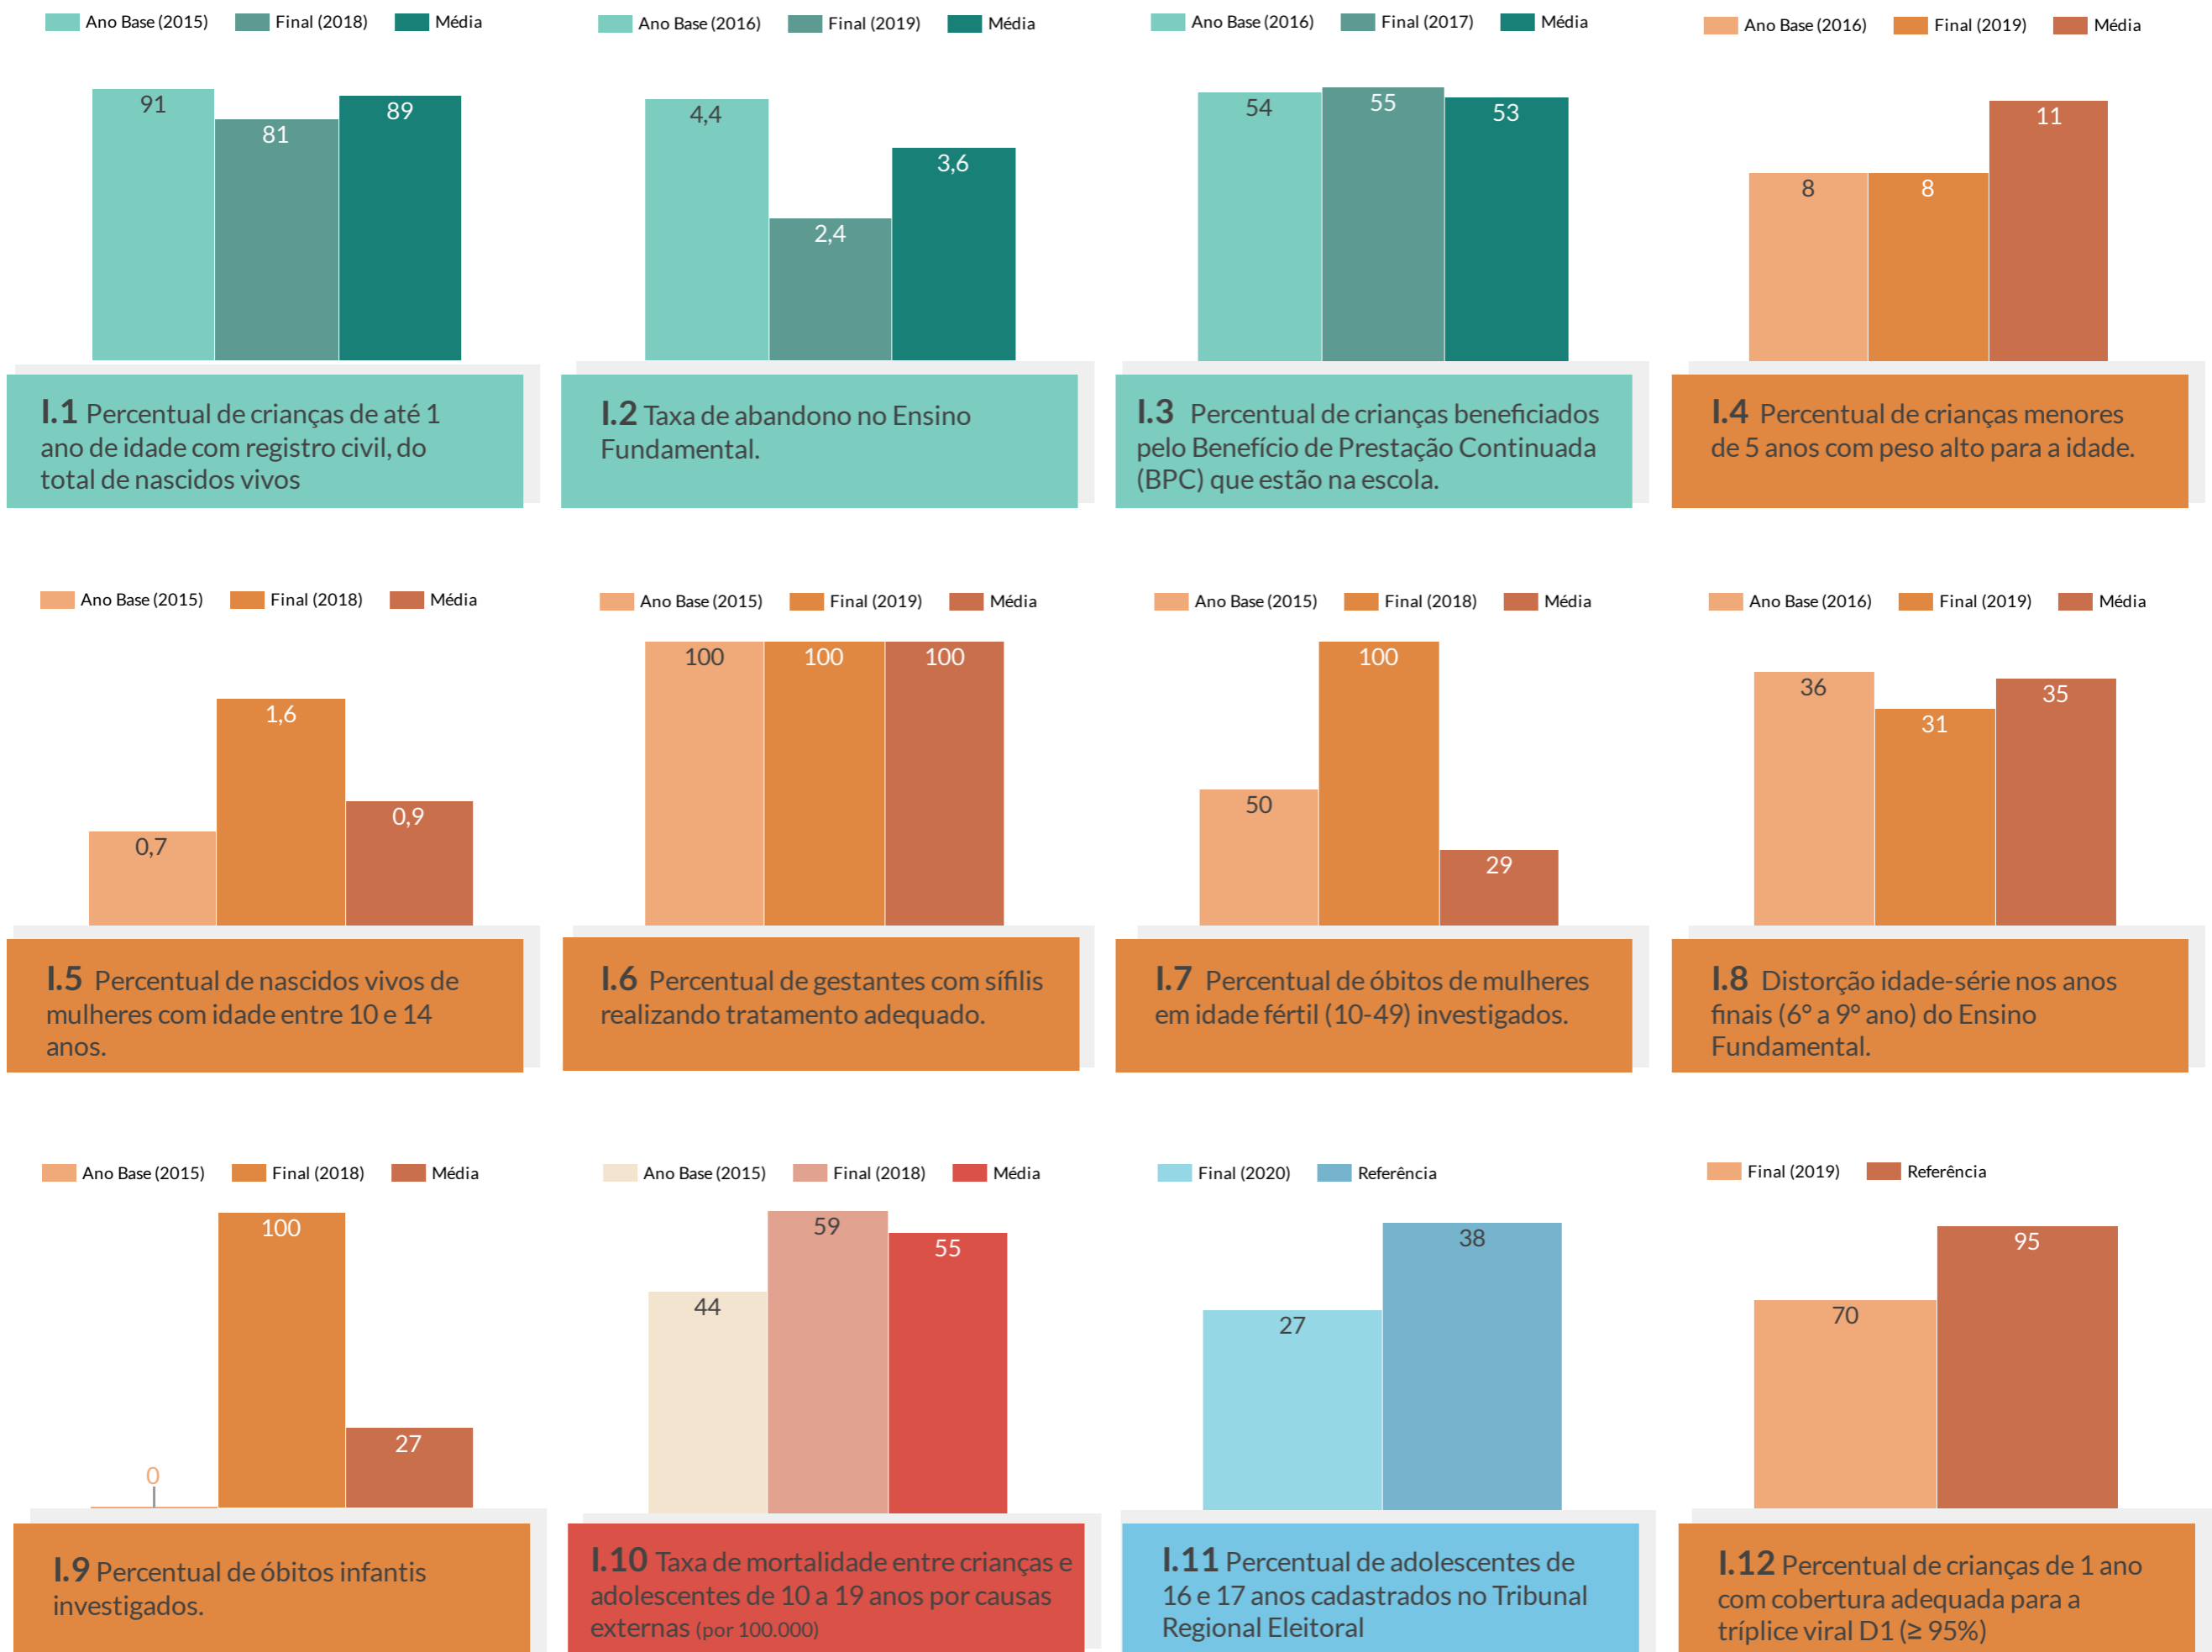 Ano Base (2015) Final (2018) Média
91
81
89
I.1 Percentual de crianças de até 1
ano de idade com registro civil, do
total de nascidos vivos
Ano Base (2016) Final (2019) Média
4,4
2,4
3,6
I.2 Taxa de abandono no Ensino
Fundamental.
Ano Base (2016) Final (2017) Média
54
55
53
I.3 Percentual de crianças beneficiados
pelo Benefício de Prestação Continuada
(BPC) que estão na escola.
Ano Base (2016) Final (2019) Média
8
8
11
I.4 Percentual de crianças menores
de 5 anos com peso alto para a idade.
Ano Base (2015) Final (2018) Média
0,7
1,6
0,9
I.5 Percentual de nascidos vivos de
mulheres com idade entre 10 e 14
anos.
Ano Base (2015) Final (2019) Média
100
100
100
I.6 Percentual de gestantes com sífilis
realizando tratamento adequado.
Ano Base (2015) Final (2018) Média
50
100
29
I.7 Percentual de óbitos de mulheres
em idade fértil (10-49) investigados.
Ano Base (2016) Final (2019) Média
36
31
35
I.8 Distorção idade-série nos anos
finais (6º a 9º ano) do Ensino
Fundamental.
Ano Base (2015) Final (2018) Média
0
100
27
I.9 Percentual de óbitos infantis
investigados.
Ano Base (2015) Final (2018) Média
44
59
55
I.10 Taxa de mortalidade entre crianças e
adolescentes de 10 a 19 anos por causas
externas (por 100.000)
Final (2020) Referência
27
38
I.11 Percentual de adolescentes de
16 e 17 anos cadastrados no Tribunal
Regional Eleitoral
Final (2019) Referência
70
95
I.12 Percentual de crianças de 1 ano
com cobertura adequada para a
tríplice viral D1 (≥ 95%)